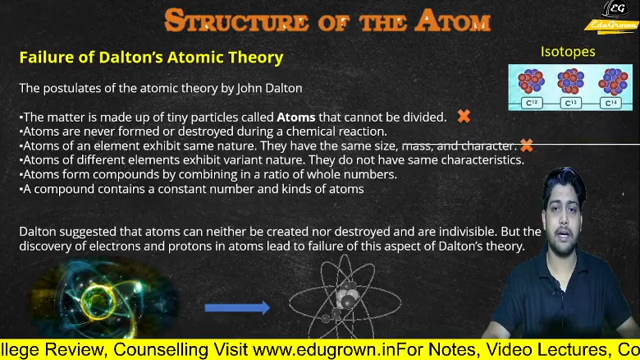 STRUCTURE OF THE ATOM
EG
EduGrown
Failure of Dalton's Atomic Theory
Isotopes
The postulates of the atomic theory by John Dalton
C12 C13 C14
•The matter is made up of tiny particles called Atoms that cannot be divided.
•Atoms are never formed or destroyed during a chemical reaction.
•Atoms of an element exhibit same nature. They have the same size, mass, and character.
•Atoms of different elements exhibit variant nature. They do not have same characteristics.
•Atoms form compounds by combining in a ratio of whole numbers.
•A compound contains a constant number and kinds of atoms
Dalton suggested that atoms can neither be created nor destroyed and are indivisible. But the
discovery of electrons and protons in atoms lead to failure of this aspect of Dalton's theory.
llege Review, Counselling Visit www.edugrown.inFor Notes, Video Lectures, Co